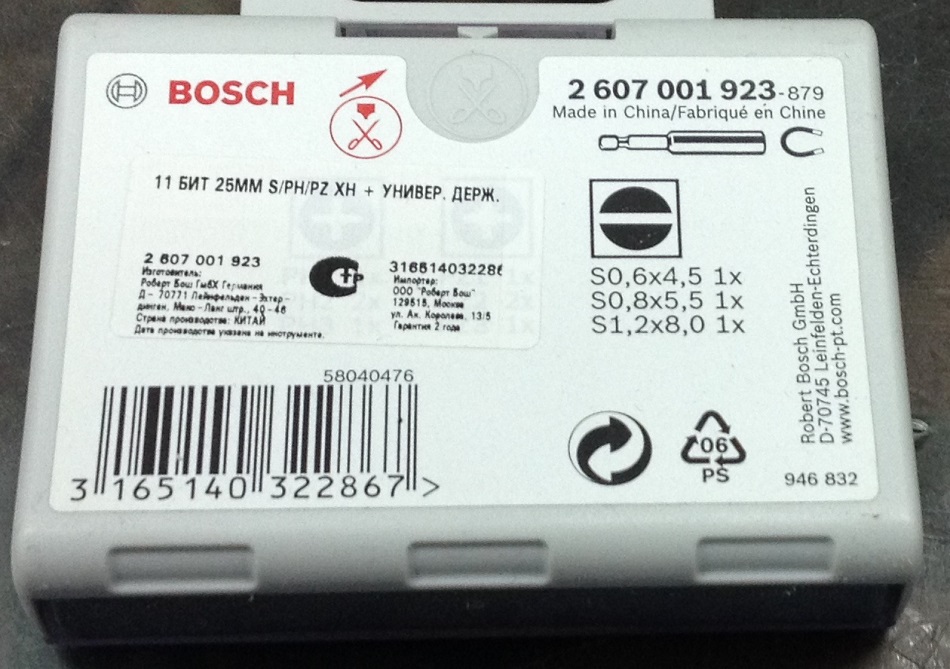 BOSCH
2 607 001 923-879
Made in China/Fabriqué en Chine
11 БИТ 25ММ S/PH/PZ XH + УНИВЕР. ДЕРЖ.
2 607 001 923
Изготовитель:
Роберт Бош ГмбХ Германия
Д - 70771 Лейнфельден - Эхтер-
динген, Макс - Ланг штр., 40 - 46
Страна производства: КИТАЙ
Дата производства указана на инструменте.
316514032286
Импортер:
ООО "Роберт Бош"
129515, Москва
ул. Ак. Королева, 13/5
Гарантия 2 года
S0,6x4,5 1x
S0,8x5,5 1x
S1,2x8,0 1x
Robert Bosch GmbH
D-70745 Leinfelden-Echterdingen
www.bosch-pt.com
58040476
3 165140 322867 >
06
PS
946 832